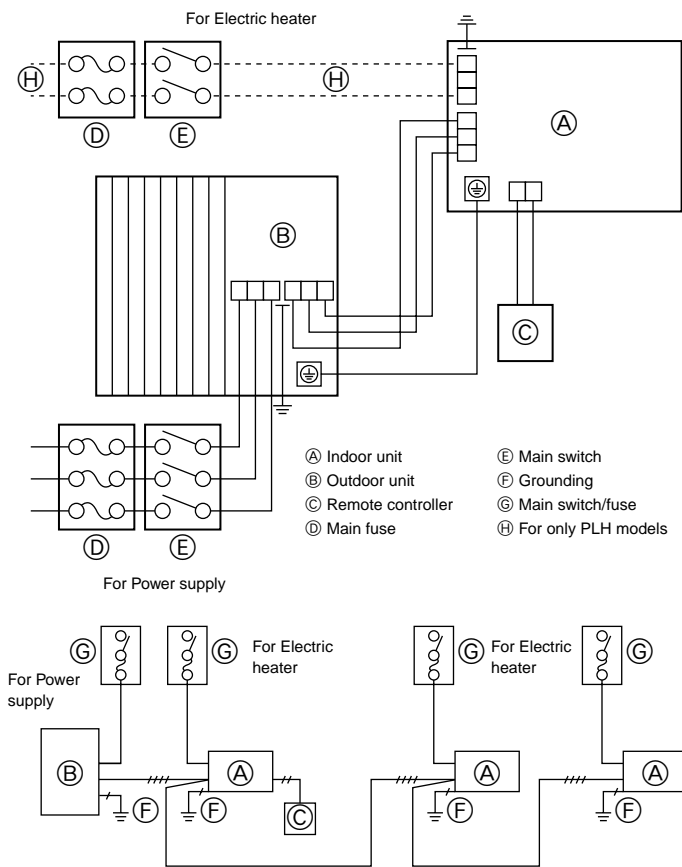 For Electric heater
Ⓗ Ⓗ
Ⓓ Ⓔ
Ⓐ
Ⓑ
Ⓒ
Ⓐ Indoor unit
Ⓑ Outdoor unit
Ⓒ Remote controller
Ⓓ Main fuse
Ⓔ Main switch
Ⓕ Grounding
Ⓖ Main switch/fuse
Ⓗ For only PLH models
Ⓓ Ⓔ
For Power supply
Ⓖ Ⓖ Ⓖ Ⓖ
For Electric
heater
For Electric
heater
For Power
supply
Ⓑ Ⓐ Ⓐ Ⓐ
Ⓕ Ⓕ Ⓒ Ⓕ Ⓕ